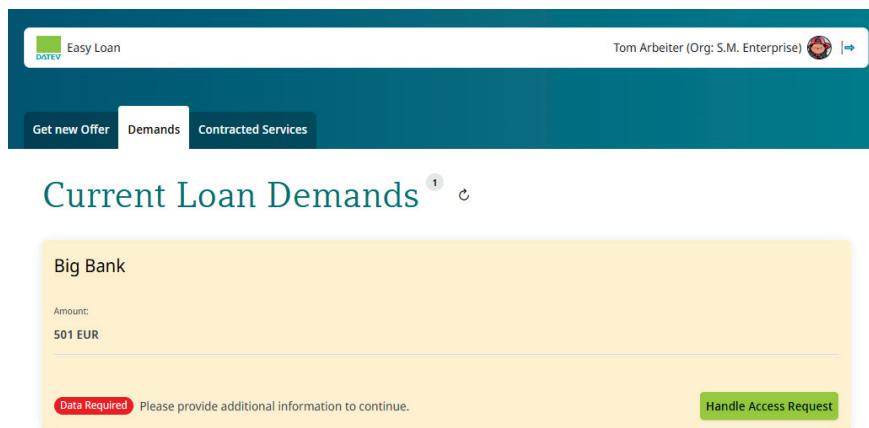 DATEV Easy Loan
Tom Arbeiter (Org: S.M. Enterprise)
Get new Offer Demands Contracted Services
Current Loan Demands 1
Big Bank
Amount:
501 EUR
Data Required Please provide additional information to continue.
Handle Access Request